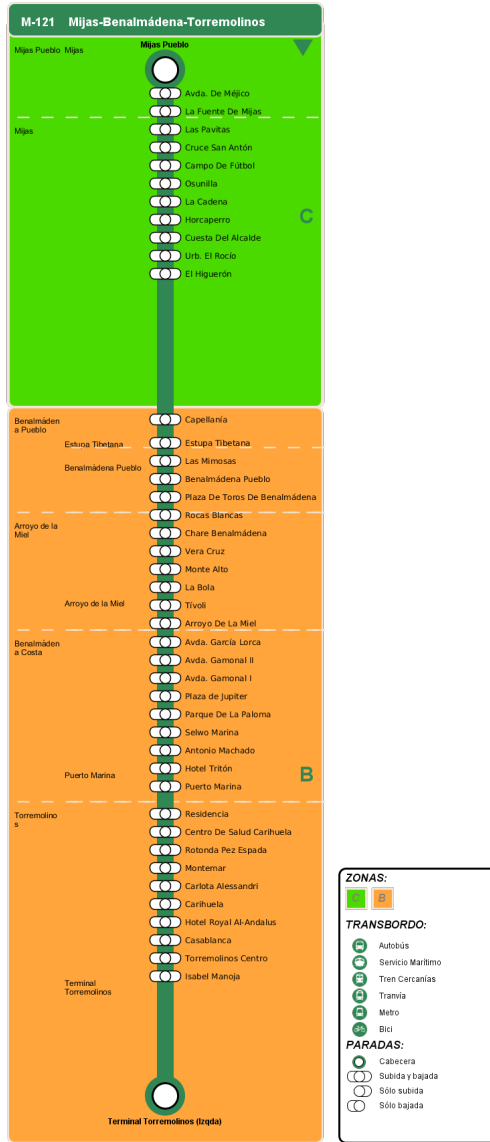 M-121 Mijas-Benalmádena-Torremolinos
Mijas Pueblo Mijas
Mijas Pueblo
Avda. De Méjico
La Fuente De Mijas
Mijas
Las Pavitas
Cruce San Antón
Campo De Fútbol
Osunilla
La Cadena
Horcaperro
C
Cuesta Del Alcalde
Urb. El Rocío
El Higuerón
Benalmáden
a Pueblo
Capellanía
Estupa Tibetana
Estupa Tibetana
Las Mimosas
Benalmádena Pueblo
Benalmádena Pueblo
Plaza De Toros De Benalmádena
Rocas Blancas
Arroyo de la
Miel
Chare Benalmádena
Vera Cruz
Monte Alto
La Bola
Arroyo de la Miel
Tívoli
Arroyo De La Miel
Benalmáden
a Costa
Avda. García Lorca
Avda. Gamonal II
Avda. Gamonal I
Plaza de Jupiter
Parque De La Paloma
Selwo Marina
Antonio Machado
Hotel Tritón
B
Puerto Marina
Puerto Marina
Torremolino
s
Residencia
Centro De Salud Carihuela
Rotonda Pez Espada
Montemar
Carlota Alessandri
Carihuela
Hotel Royal Al-Andalus
Casablanca
Torremolinos Centro
Isabel Manoja
Terminal
Torremolinos
Terminal Torremolinos (Izqda)
ZONAS:
C B
TRANSBORDO:
Autobús
Servicio Marítimo
Tren Cercanías
Tranvía
Metro
Bici
PARADAS:
Cabecera
Subida y bajada
Sólo subida
Sólo bajada